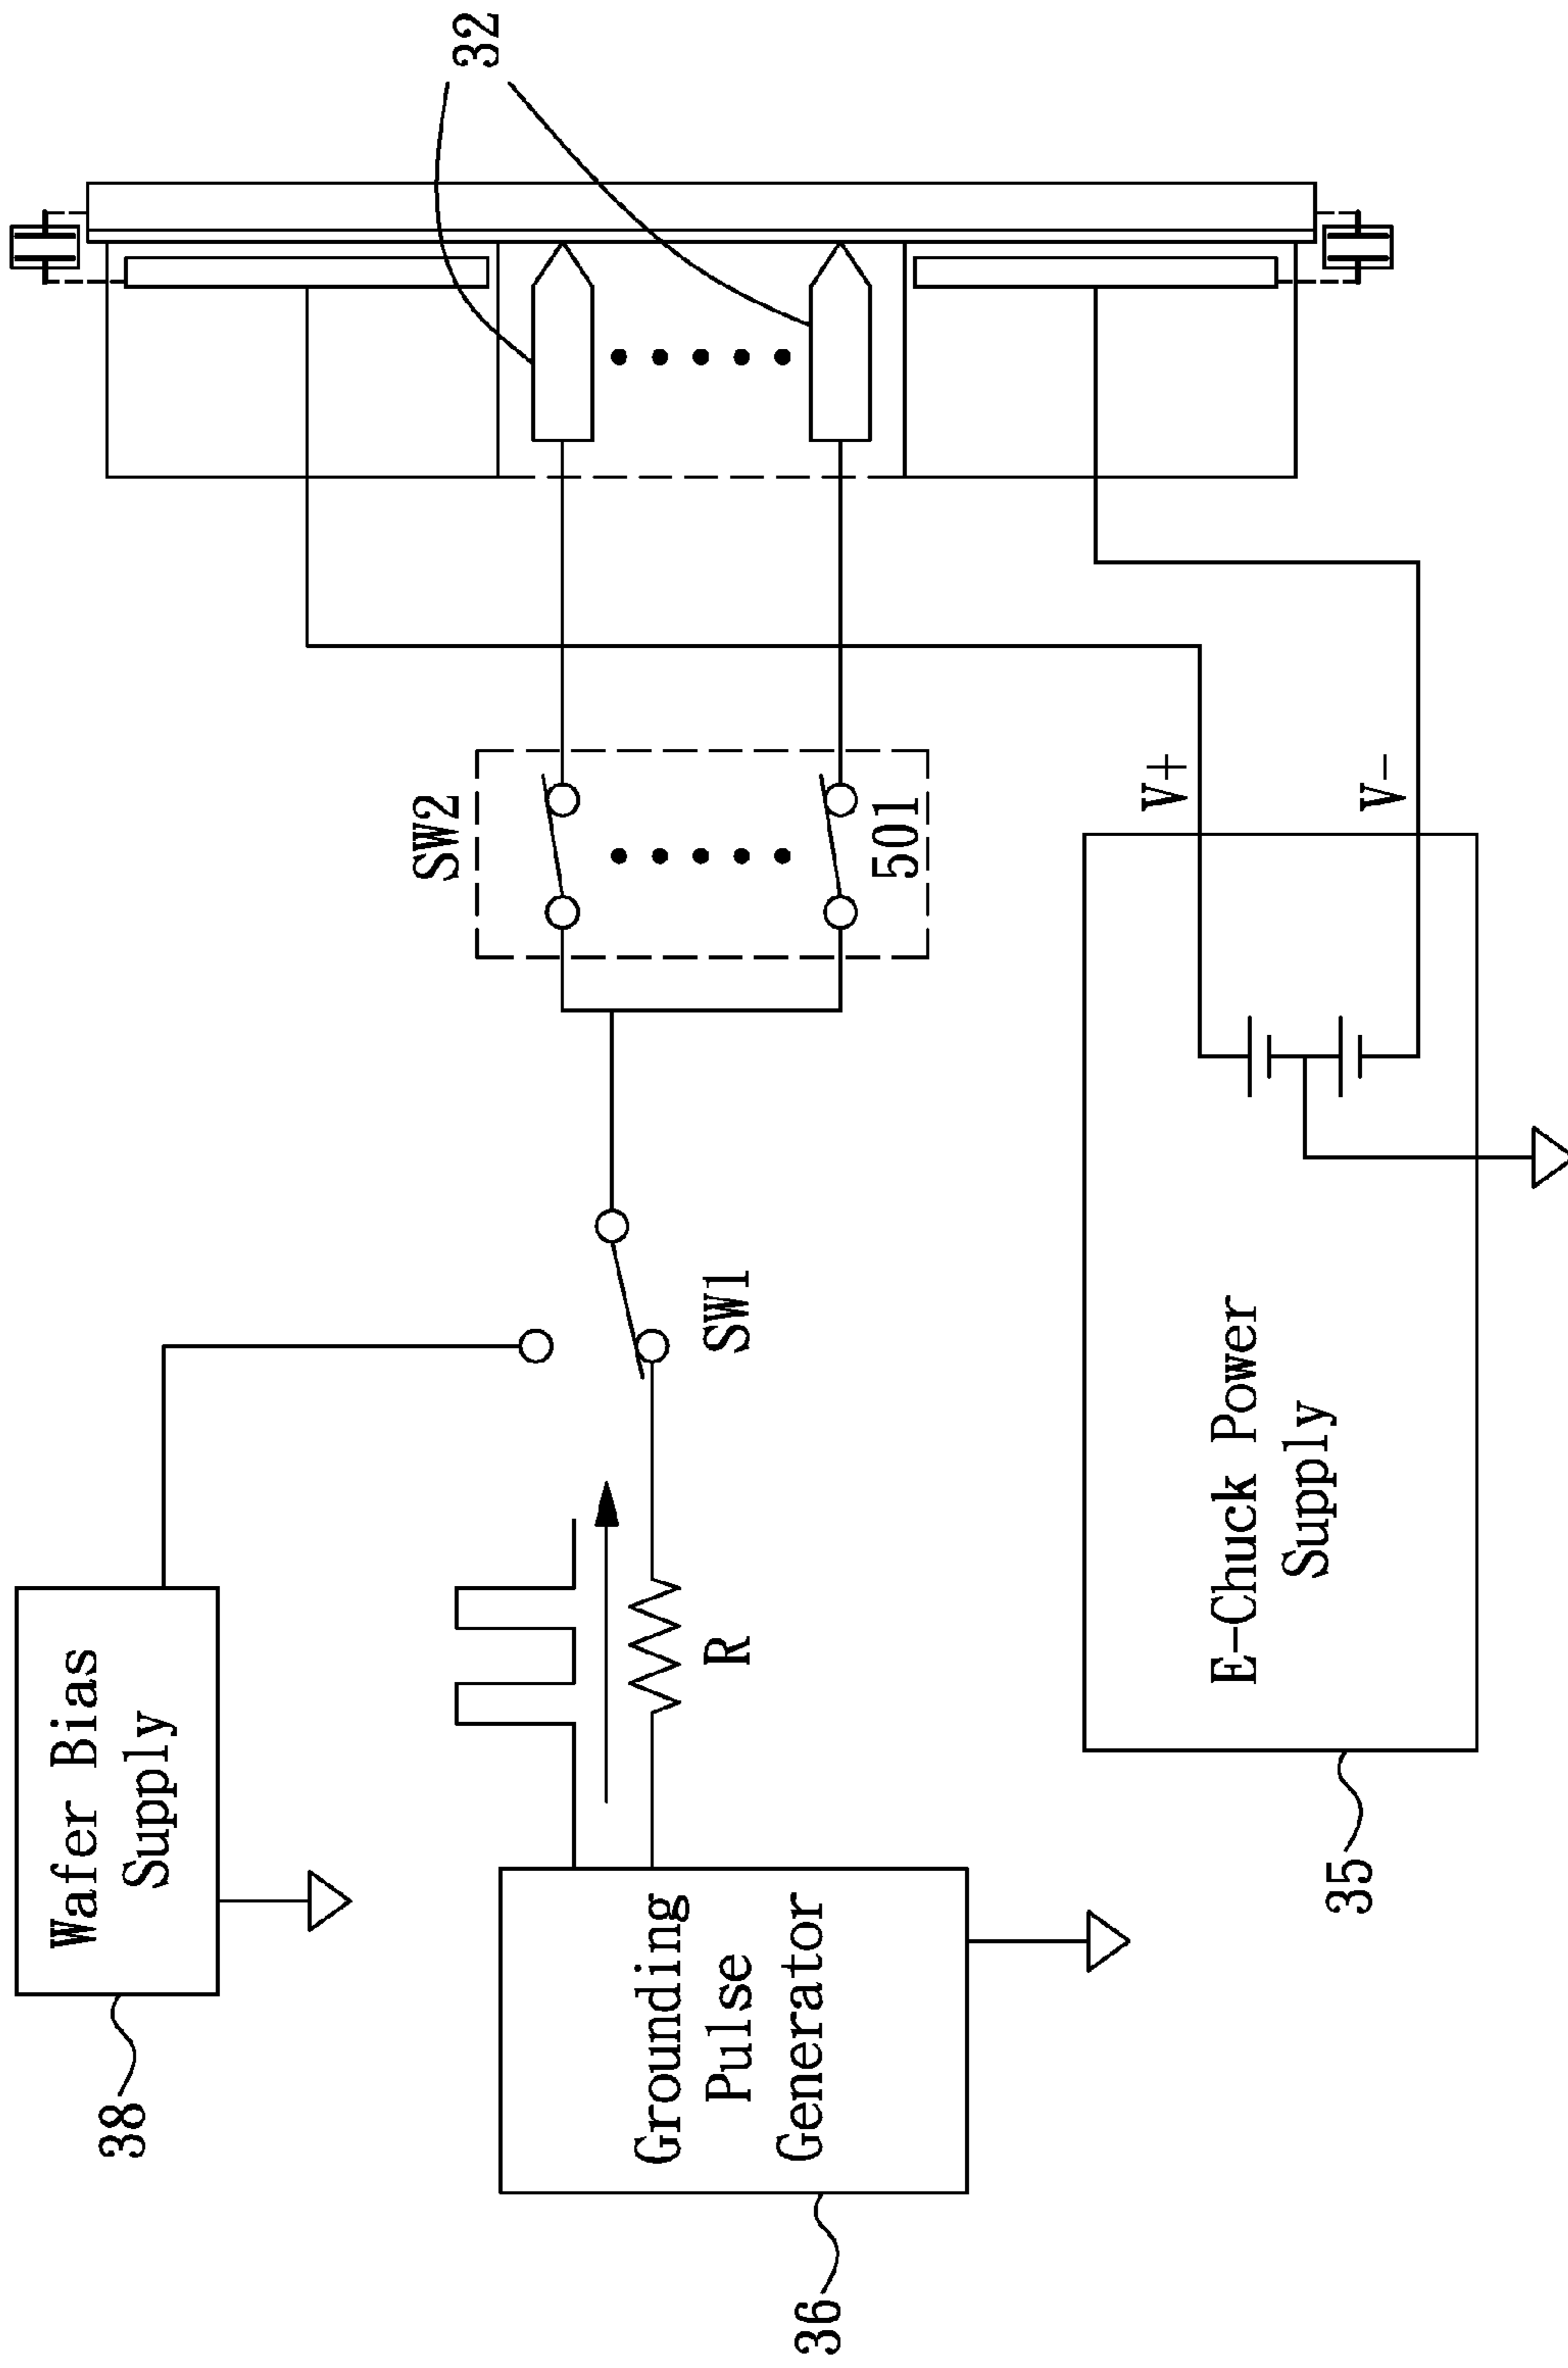 38
Wafer Bias
Supply
36
Grounding
Pulse
Generator
R
SW1
SW2
501
32
35
E-Chuck Power
Supply
V+
V-